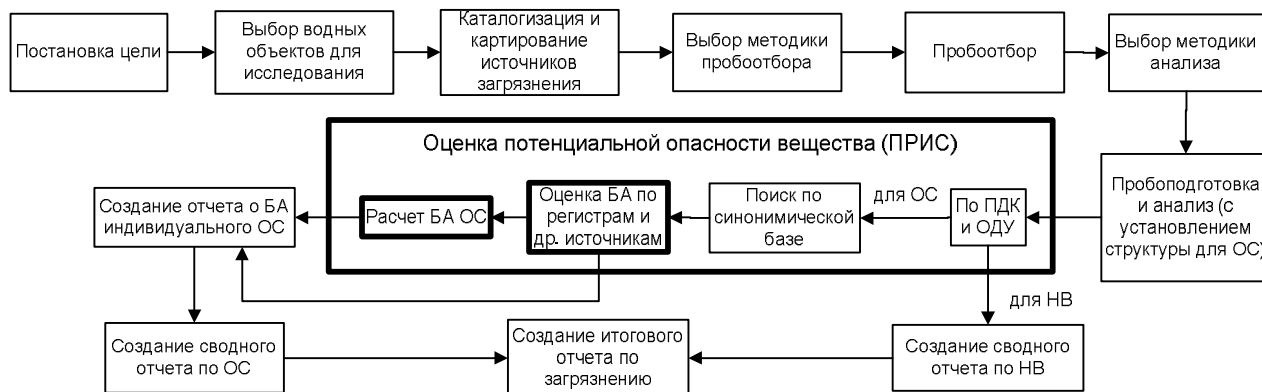 Постановка цели
Выбор водных
объектов для
исследования
Каталогизация и
картирование
источников
загрязнения
Выбор методики
пробоотбора
Пробоотбор
Выбор методики
анализа
Оценка потенциальной опасности вещества (ПРИС)
Пробоподготовка
и анализ (с
установлением
структуры для ОС)
По ПДК
и ОДУ
для ОС
Поиск по
синонимической
базе
Оценка БА по
регистрам и
др. источникам
Расчет БА ОС
Создание отчета о БА
индивидуального ОС
для НВ
Создание сводного
отчета по ОС
Создание итогового
отчета по
загрязнению
Создание сводного
отчета по НВ